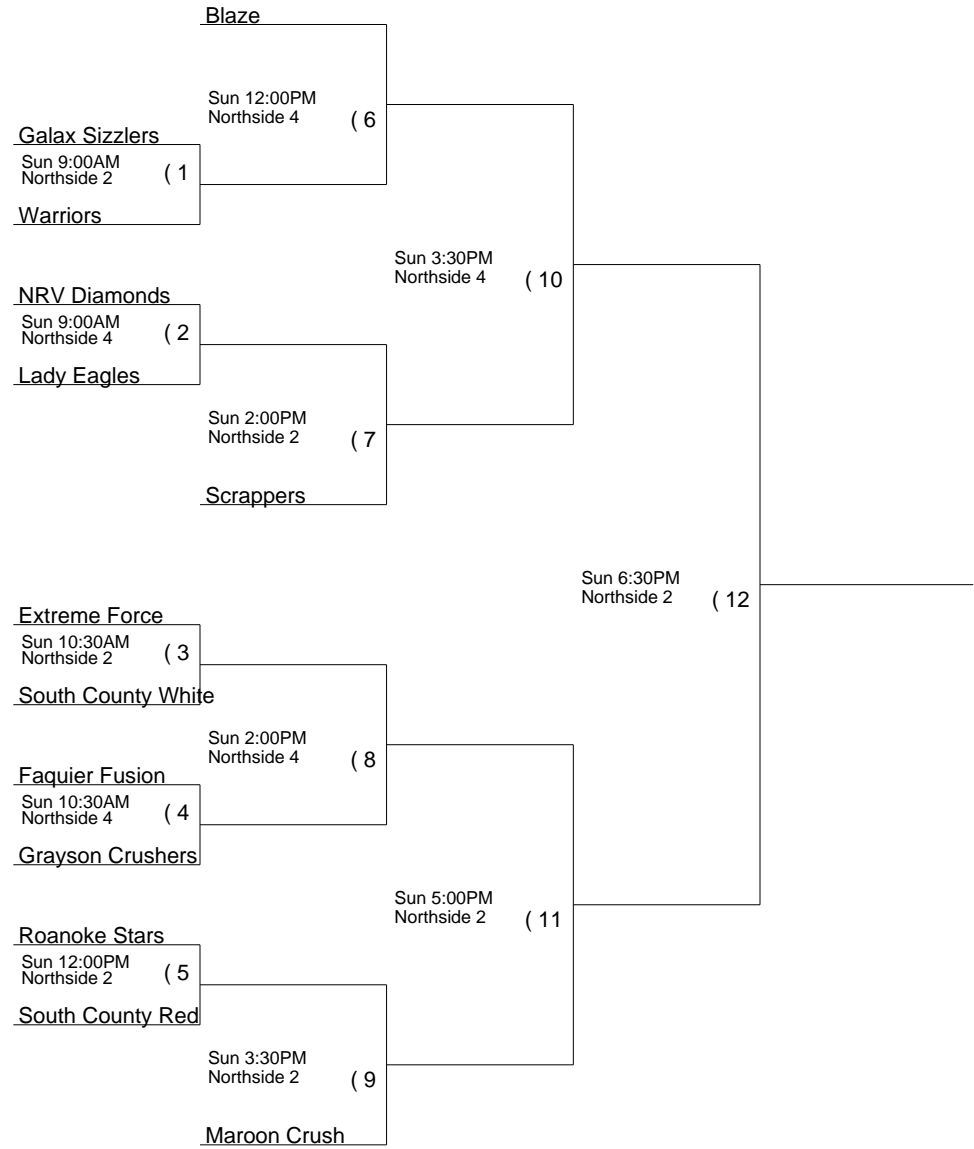 Blaze
Sun 12:00PM
Northside 4
( 6
Galax Sizzlers
Sun 9:00AM
Northside 2
( 1
Warriors
Sun 3:30PM
Northside 4
( 10
NRV Diamonds
Sun 9:00AM
Northside 4
( 2
Lady Eagles
Sun 2:00PM
Northside 2
( 7
Scrappers
Sun 6:30PM
Northside 2
( 12
Extreme Force
Sun 10:30AM
Northside 2
( 3
South County White
Sun 2:00PM
Northside 4
( 8
Faquier Fusion
Sun 10:30AM
Northside 4
( 4
Grayson Crushers
Sun 5:00PM
Northside 2
( 11
Roanoke Stars
Sun 12:00PM
Northside 2
( 5
South County Red
Sun 3:30PM
Northside 2
( 9
Maroon Crush